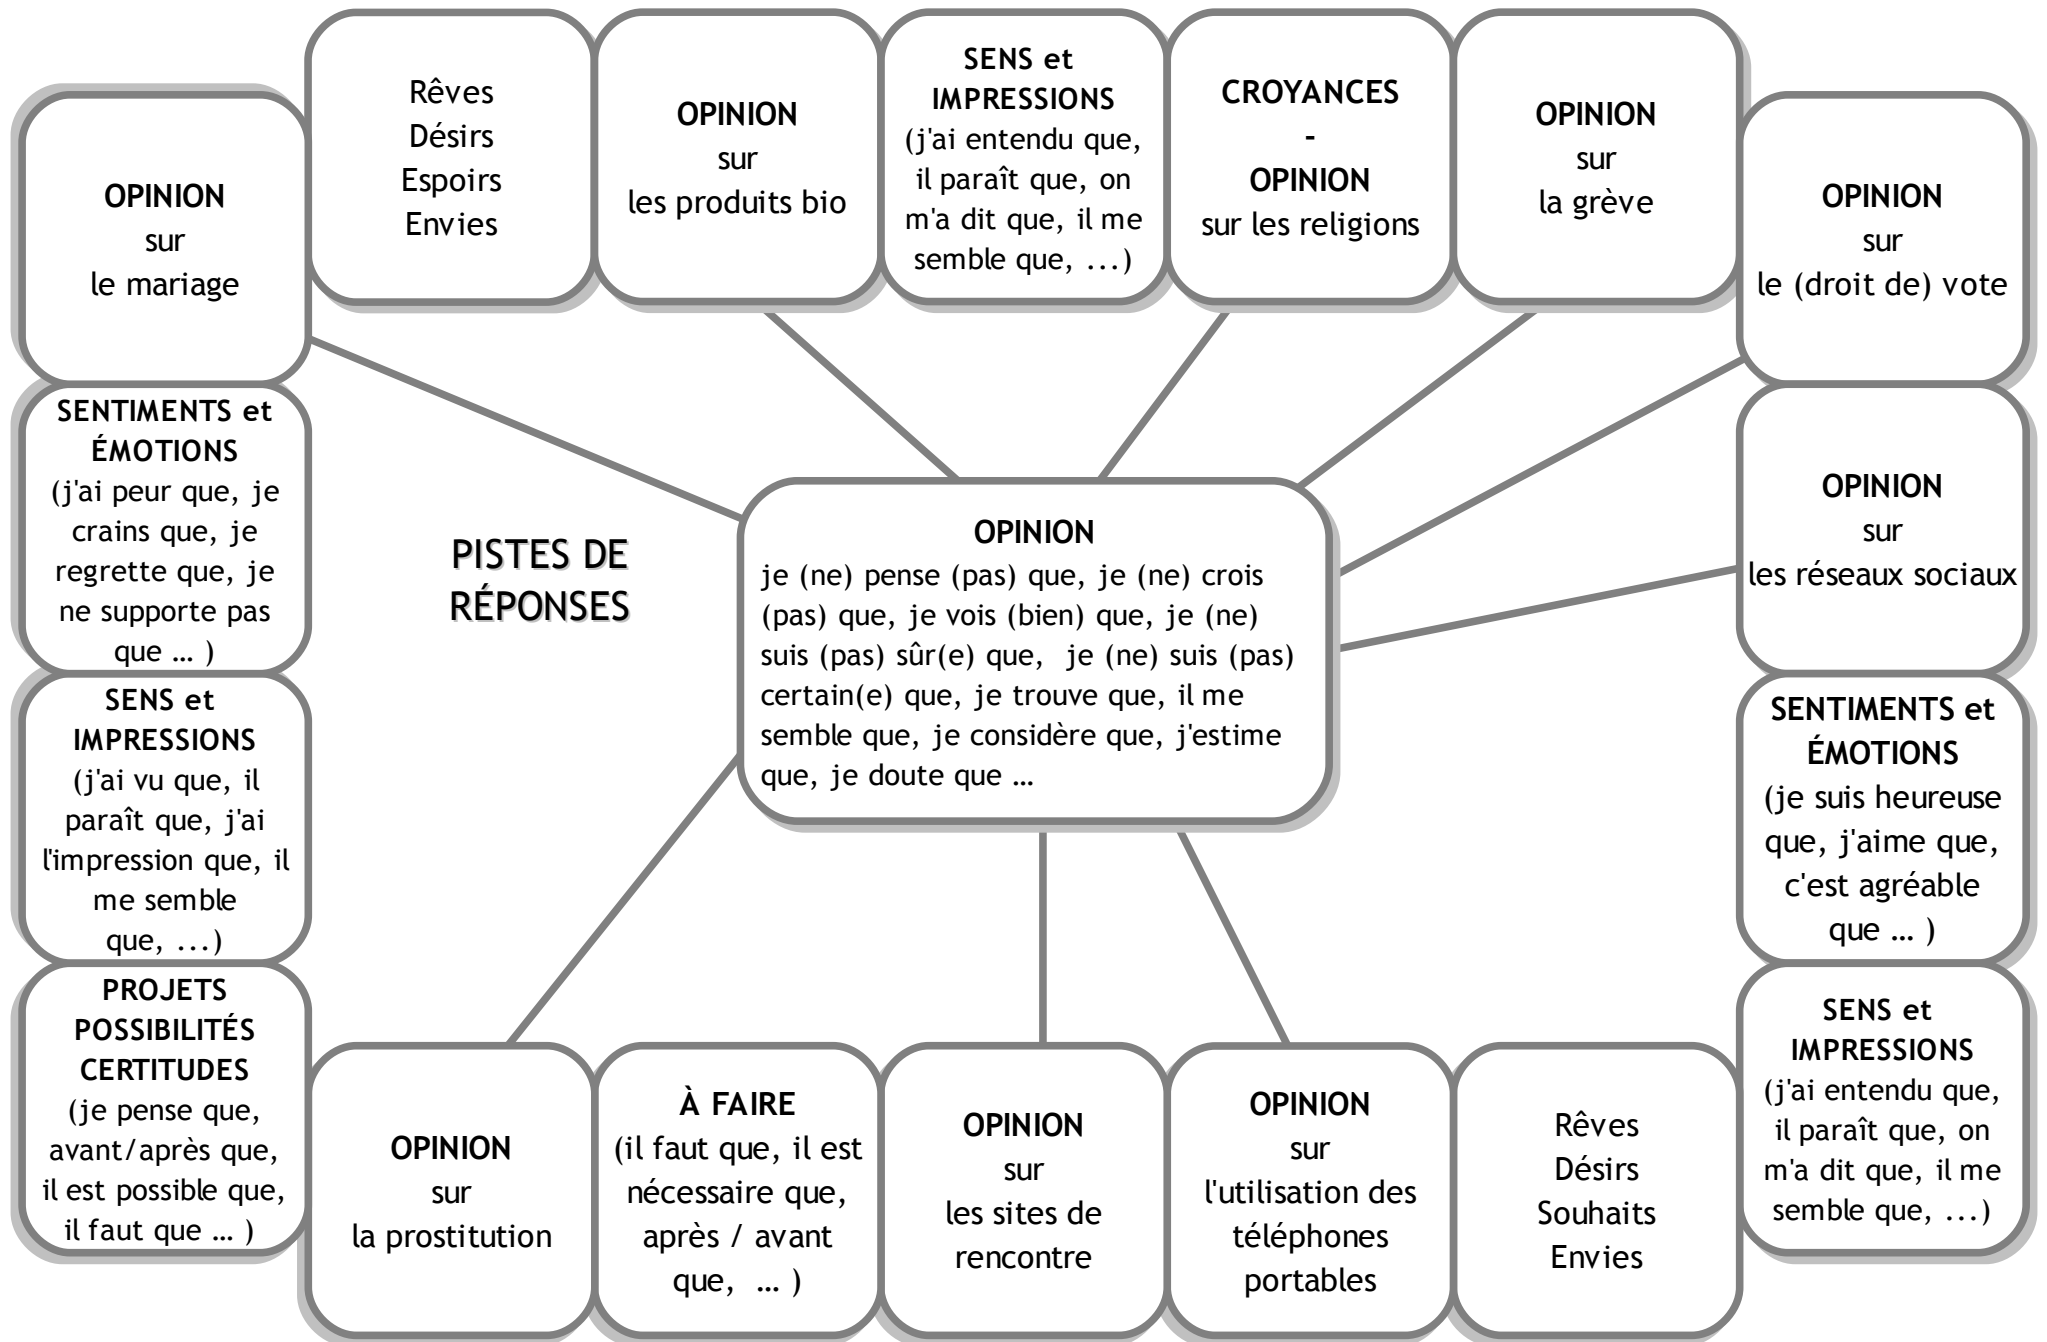 OPINION
sur
le mariage
Rêves
Désirs
Espoirs
Envies
OPINION
sur
les produits bio
SENS et
IMPRESSIONS
(j'ai entendu que,
il paraît que, on
m'a dit que, il me
semble que, ...)
CROYANCES
-
OPINION
sur les religions
OPINION
sur
la grève
OPINION
sur
le (droit de) vote
SENTIMENTS et
ÉMOTIONS
(j'ai peur que, je
crains que, je
regrette que, je
ne supporte pas
que … )
PISTES DE
RÉPONSES
OPINION
je (ne) pense (pas) que, je (ne) crois
(pas) que, je vois (bien) que, je (ne)
suis (pas) sûr(e) que, je (ne) suis (pas)
certain(e) que, je trouve que, il me
semble que, je considère que, j'estime
que, je doute que …
OPINION
sur
les réseaux sociaux
SENS et
IMPRESSIONS
(j'ai vu que, il
paraît que, j'ai
l'impression que, il
me semble
que, ...)
SENTIMENTS et
ÉMOTIONS
(je suis heureuse
que, j'aime que,
c'est agréable
que … )
PROJETS
POSSIBILITÉS
CERTITUDES
(je pense que,
avant/après que,
il est possible que,
il faut que … )
OPINION
sur
la prostitution
À FAIRE
(il faut que, il est
nécessaire que,
après / avant
que, … )
OPINION
sur
les sites de
rencontre
OPINION
sur
l'utilisation des
téléphones
portables
Rêves
Désirs
Souhaits
Envies
SENS et
IMPRESSIONS
(j'ai entendu que,
il paraît que, on
m'a dit que, il me
semble que, ...)